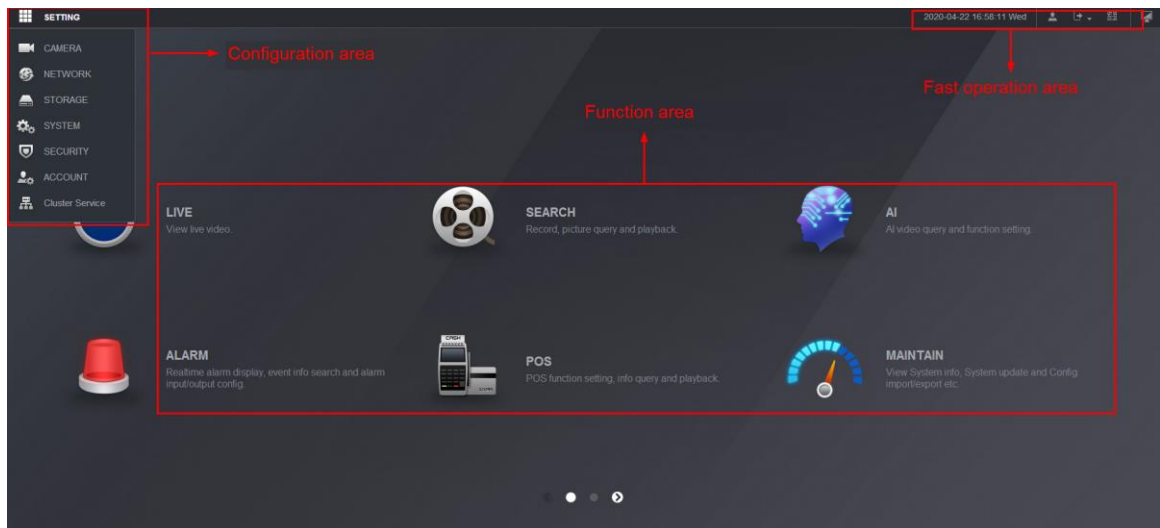 SETTING
2020-04-22 16:58:11 Wed
CAMERA
Configuration area
NETWORK
Fast operation area
STORAGE
Function area
SYSTEM
SECURITY
ACCOUNT
Cluster Service
LIVE
View live video.
SEARCH
Record, picture query and playback.
AI
AI video query and function setting.
ALARM
Realtime alarm display, event info search and alarm
input/output config.
CASH
POS
POS function setting, info query and playback.
MAINTAIN
View System info, System update and Config
import/export etc.